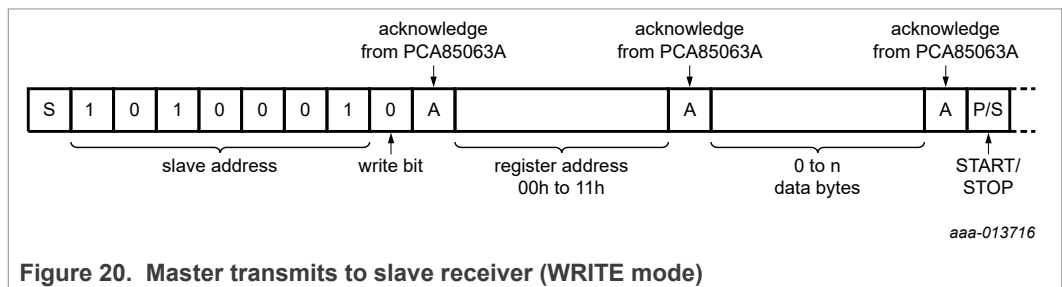 acknowledge acknowledge acknowledge
from PCA85063A from PCA85063A from PCA85063A
S 1 0 1 0 0 0 1 0 A A A P/S
slave address write bit register address 0 to n START/
00h to 11h data bytes STOP
aaa-013716
Figure 20. Master transmits to slave receiver (WRITE mode)